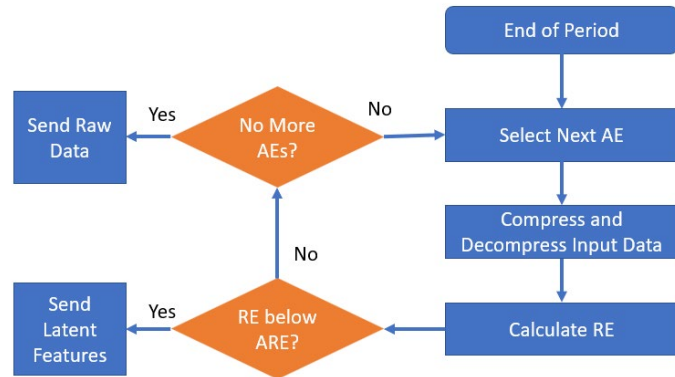 End of Period
Yes
No
Send Raw
Data
No More
AEs?
Select Next AE
Compress and
Decompress Input Data
No
Send
Latent
Features
Yes
RE below
ARE?
Calculate RE